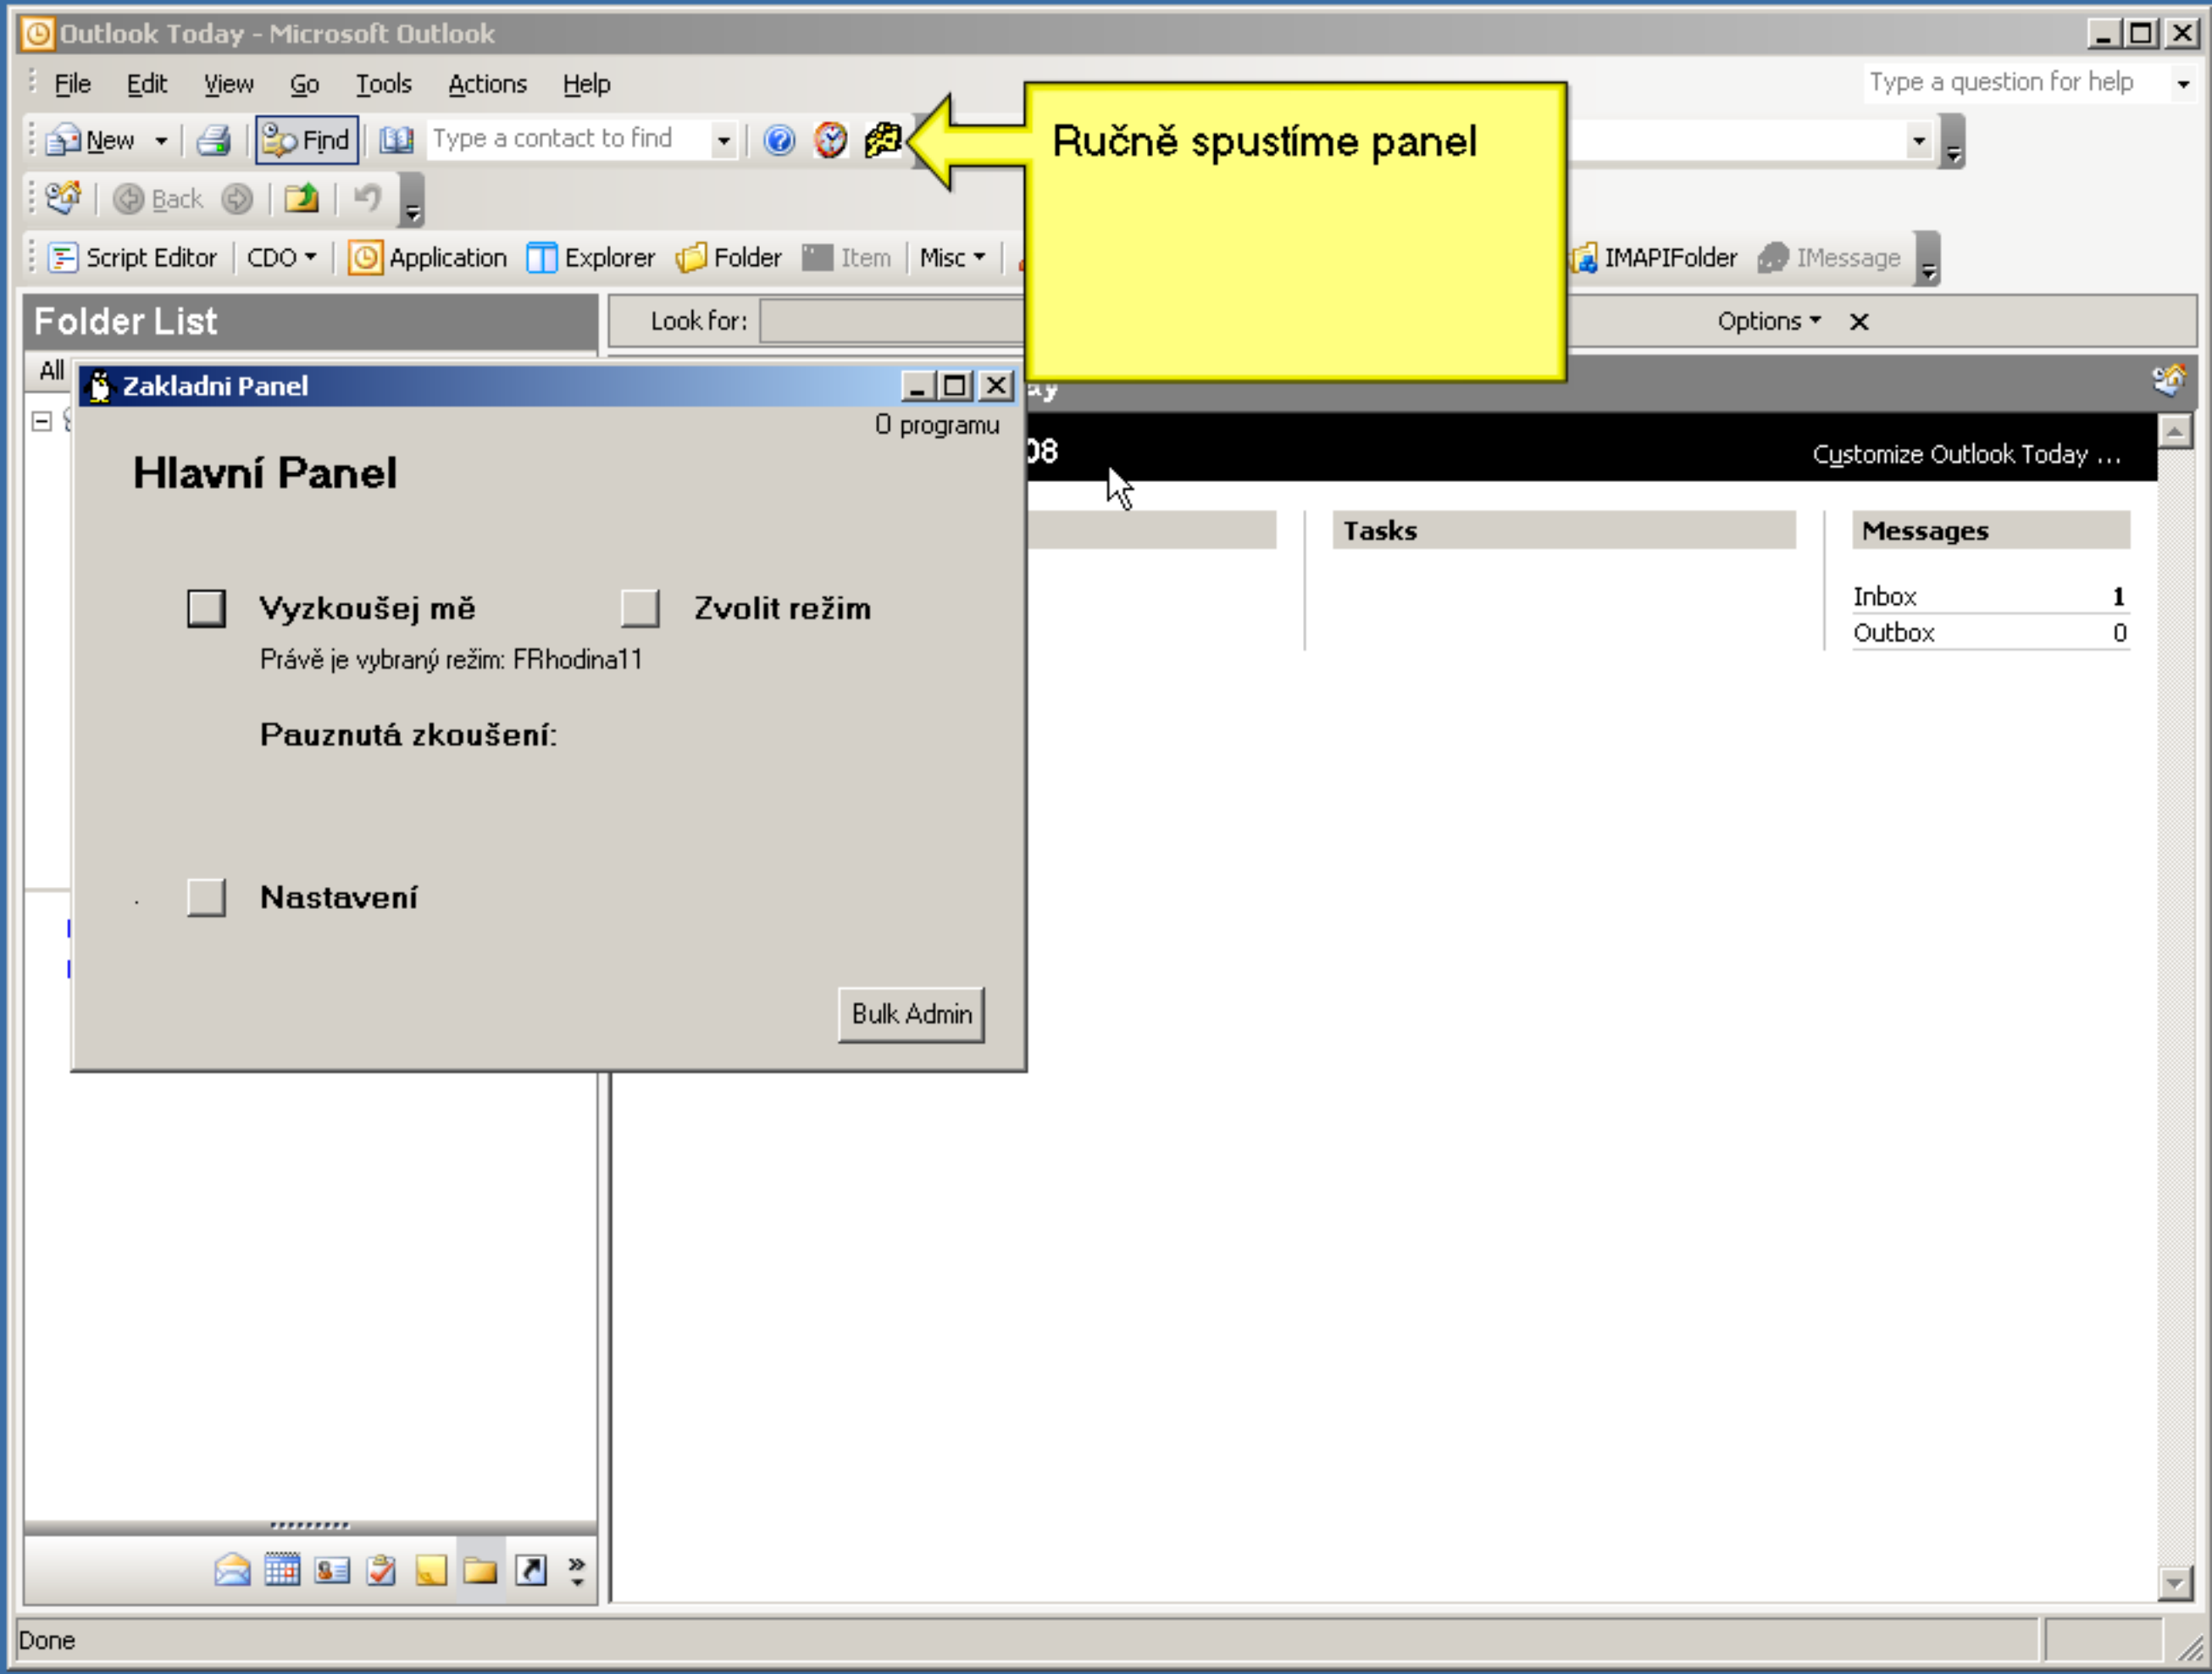 Outlook Today - Microsoft Outlook
File Edit View Go Tools Actions Help
Type a question for help
New Find Type a contact to find
Ručně spustíme panel
Back
Script Editor CDO Application Explorer Folder Item Misc IMAPIFolder IMessage
Folder List
Look for:
Options
All
Zakladni Panel
O programu
08
Customize Outlook Today ...
Hlavní Panel
Tasks
Messages
Vyzkoušej mě
Zvolit režim
Inbox 1
Outbox 0
Právě je vybraný režim: FRhodina11
Pauznutá zkoušení:
Nastavení
Bulk Admin
Done